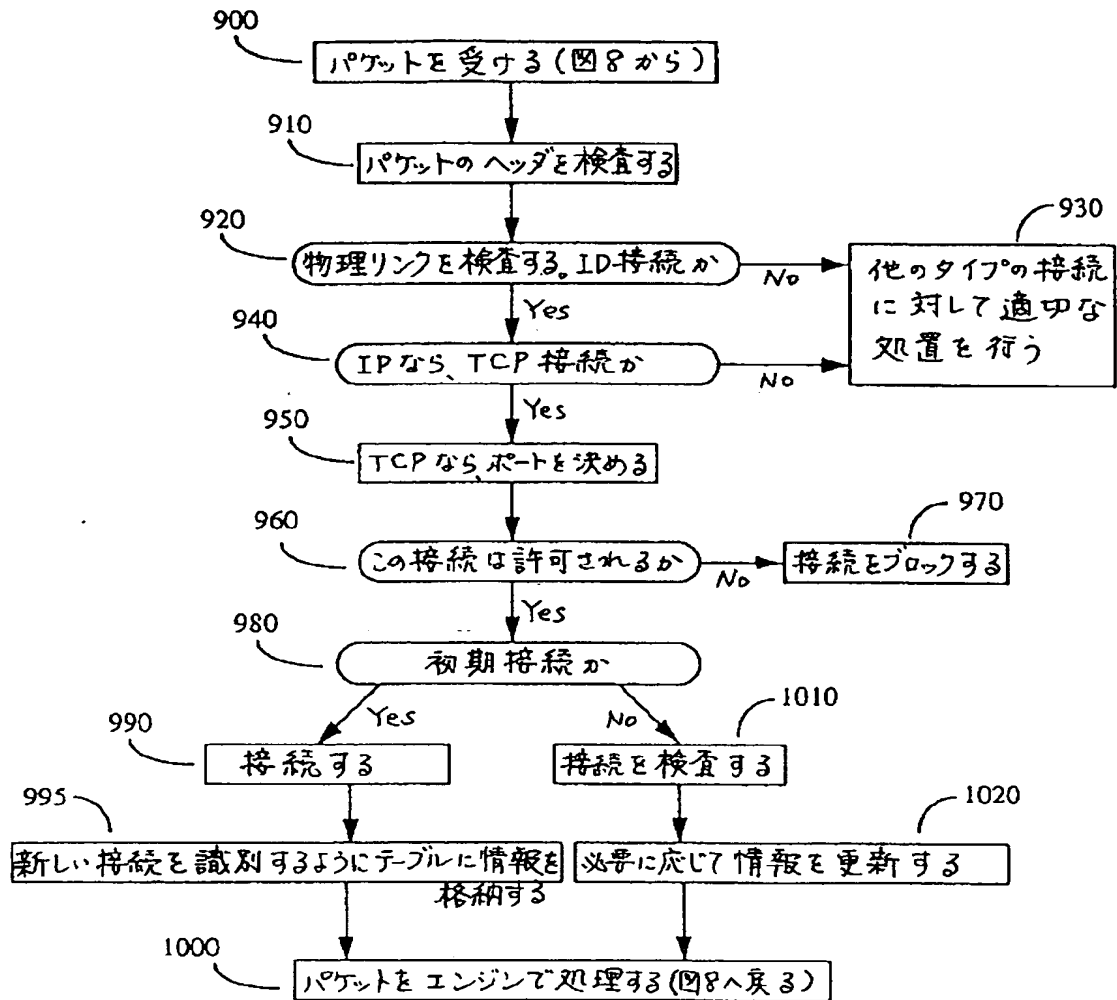 900
パケットを受ける(図8から)
910
パケットのヘッダを検査する
920
物理リンクを検査する。ID接続か
No
930
他のタイプの接続
に対して適切な
処置を行う
Yes
940
IPなら、TCP接続か
No
Yes
950
TCPなら、ポートを決める
960
この接続は許可されるか
No
970
接続をブロックする
Yes
980
初期接続か
Yes
No
990
接続する
1010
接続を検査する
995
新しい接続を識別するようにテーブルに情報を
格納する
1020
必要に応じて情報を更新する
1000
パケットをエンジンで処理する(図8へ戻る)